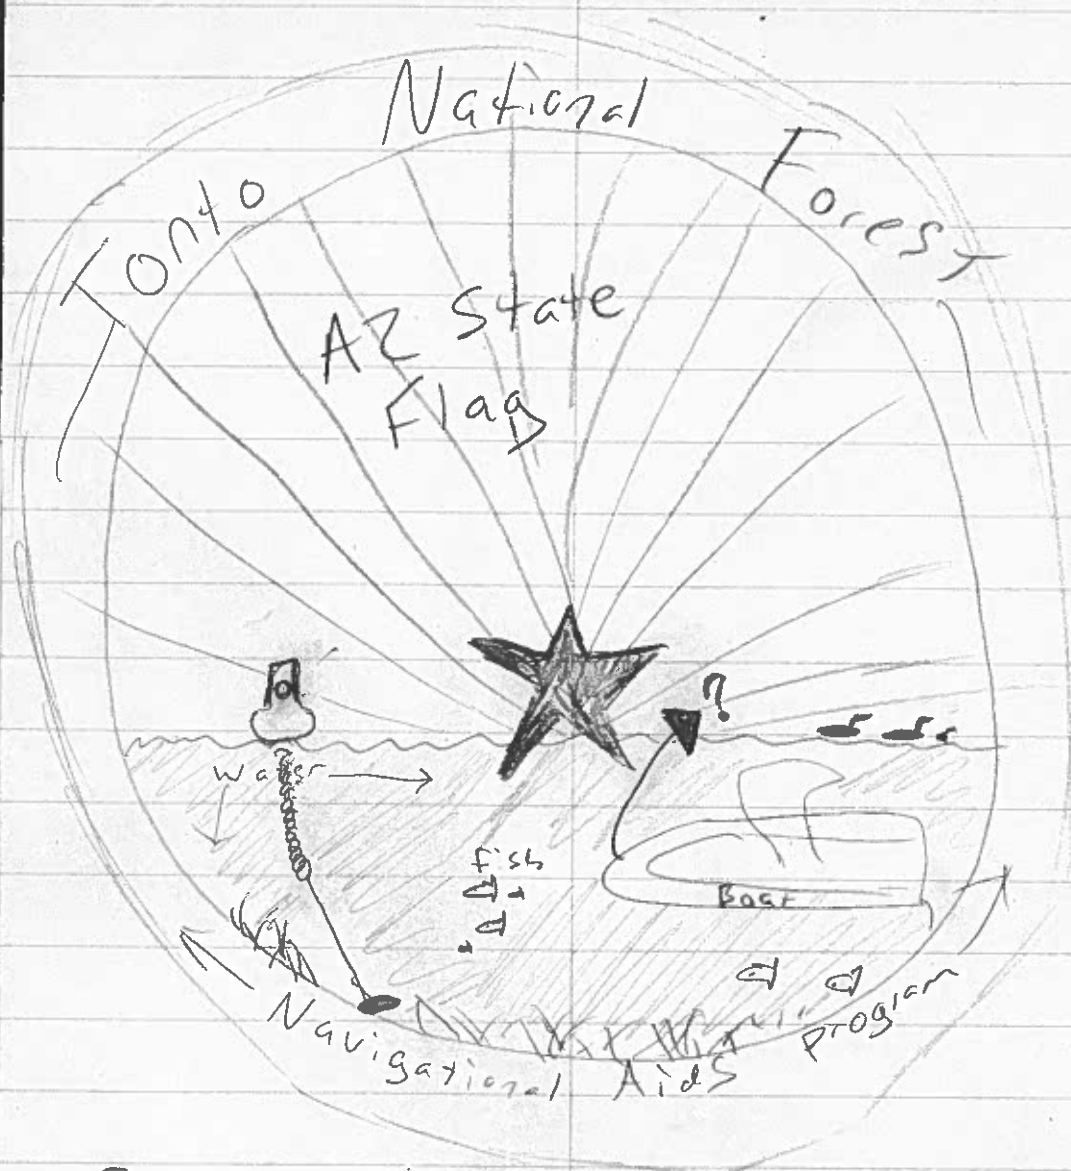 Tonto National Forest
AZ State
Flag
?
Water
fish
Boat
Navigational Aids Program